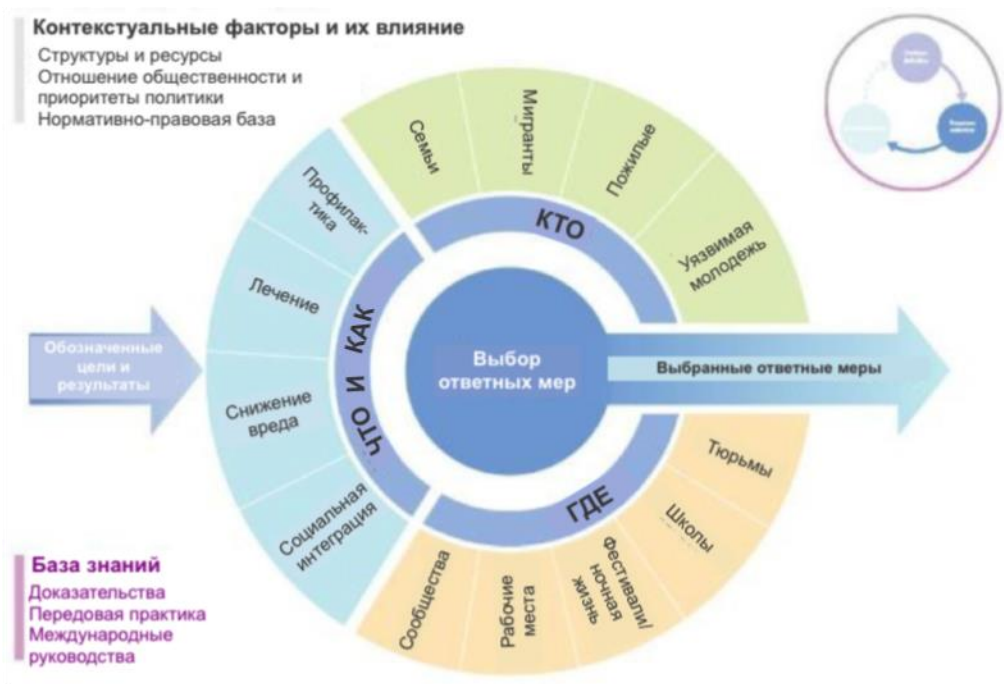 Контекстуальные факторы и их влияние
Структуры и ресурсы
Отношение общественности и
приоритеты политики
Нормативно-правовая база
Семьи
Мигранты
Пожилые
Уязвимая
молодежь
КТО
Профилак-
тика
Лечение
Снижение
вреда
Социальная
интеграция
ЧТО И КАК
Обозначенные
цели и
результаты
Выбор
ответных мер
Выбранные ответные меры
ГДЕ
Тюрьмы
Школы
Фестивали/
ночная
жизнь
Рабочие
места
Сообщества
База знаний
Доказательства
Передовая практика
Международные
руководства